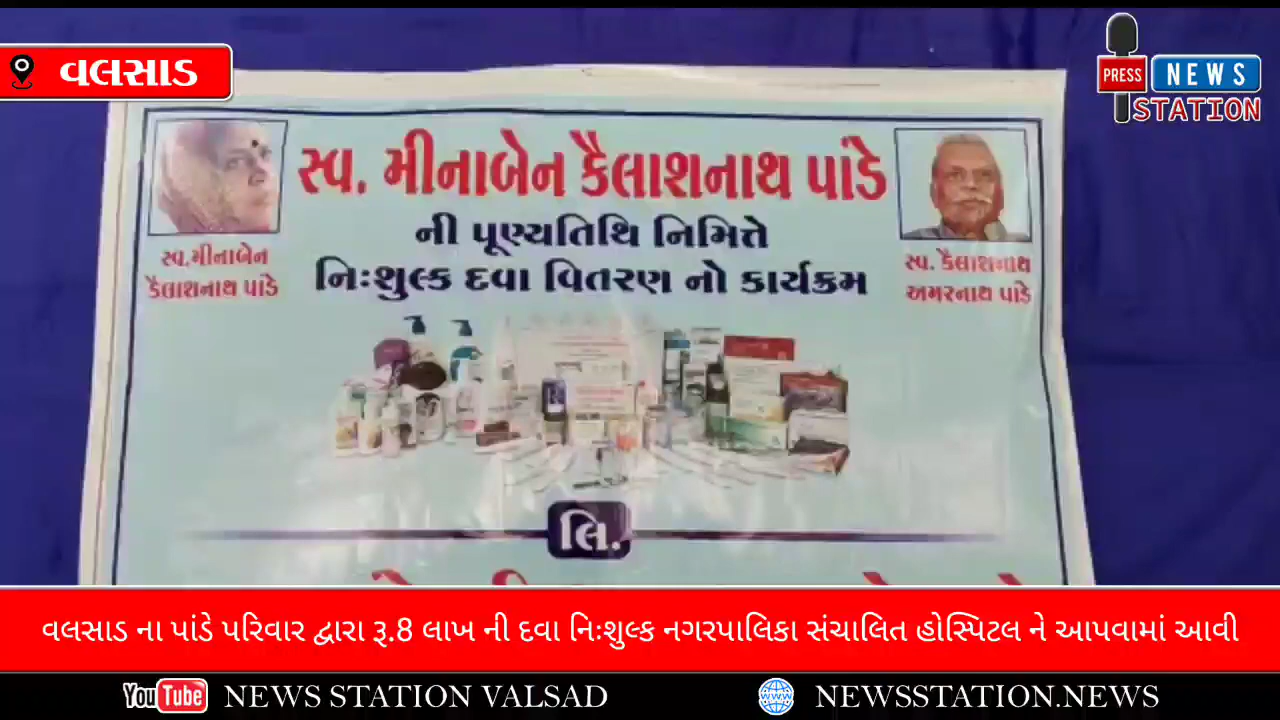 વલસાડ
PRESS NEWS
STATION
સ્વ. મીનાબેન કૈલાશનાથ પાંડે
ની પૂણ્યતિથિ નિમિત્તે
નિઃશુલ્ક દવા વિતરણ નો કાર્યક્રમ
સ્વ.મીનાબેન
કૈલાશનાથ પાંડે
સ્વ. કૈલાશનાથ
અમરનાથ પાંડે
લિ.
વલસાડ ના પાંડે પરિવાર દ્વારા રૂ.8 લાખ ની દવા નિઃશુલ્ક નગરપાલિકા સંચાલિત હોસ્પિટલ ને આપવામાં આવી
YouTube NEWS STATION VALSAD
NEWSSTATION.NEWS